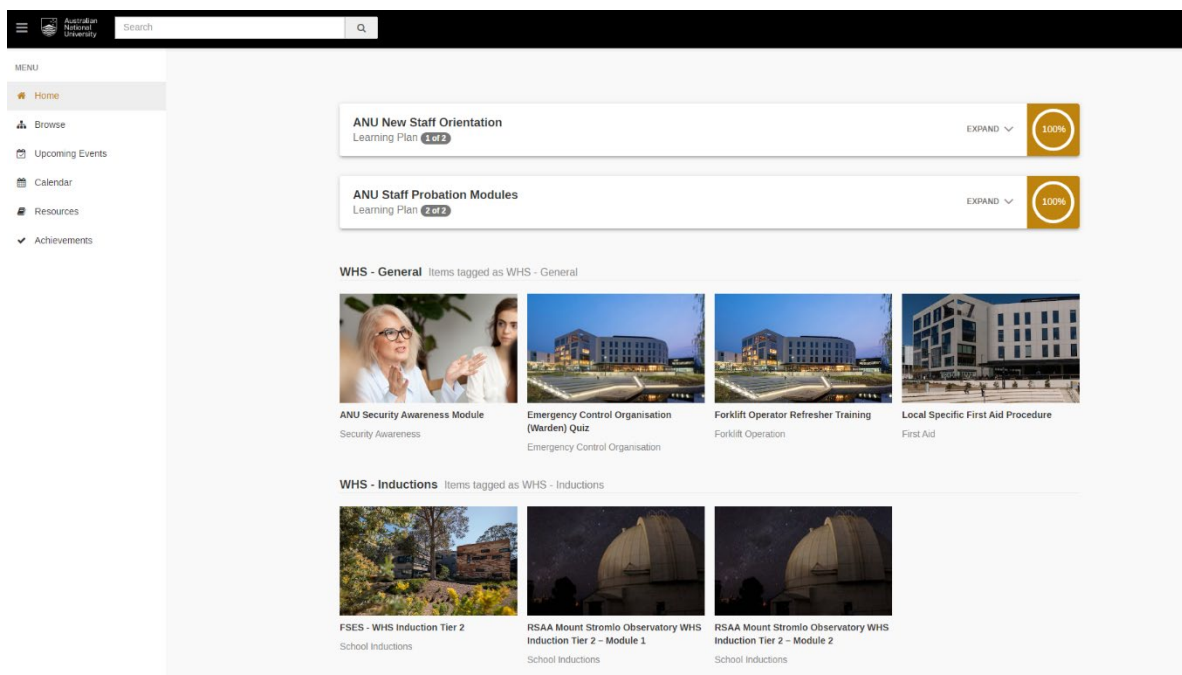 Australian
National
University
Search
MENU
Home
Browse
Upcoming Events
Calendar
Resources
Achievements
ANU New Staff Orientation
Learning Plan 1 of 2
EXPAND
100%
ANU Staff Probation Modules
Learning Plan 2 of 2
EXPAND
100%
WHS - General Items tagged as WHS - General
ANU Security Awareness Module
Security Awareness
Emergency Control Organisation
(Warden) Quiz
Emergency Control Organisation
Forklift Operator Refresher Training
Forklift Operation
Local Specific First Aid Procedure
First Aid
WHS - Inductions Items tagged as WHS - Inductions
FSES - WHS Induction Tier 2
School Inductions
RSAA Mount Stromlo Observatory WHS
Induction Tier 2 – Module 1
School Inductions
RSAA Mount Stromlo Observatory WHS
Induction Tier 2 – Module 2
School Inductions